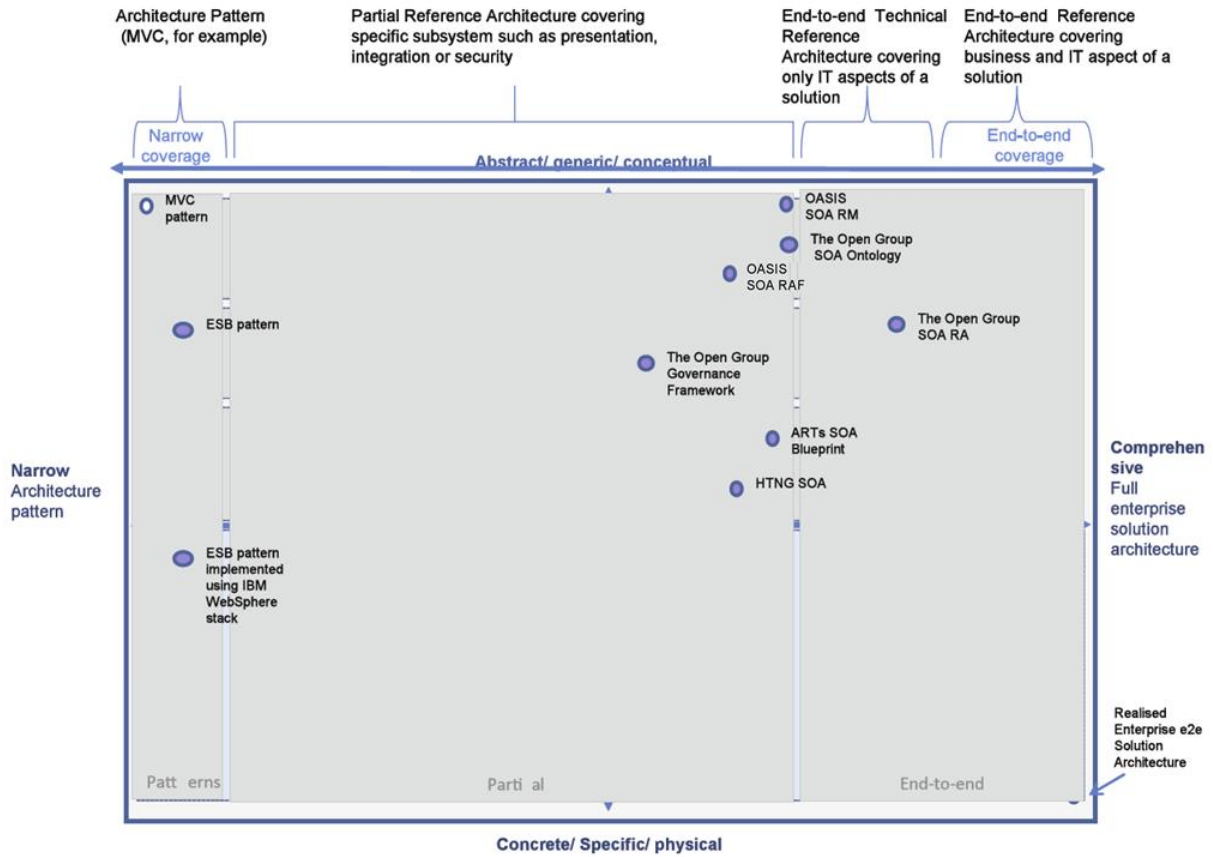 Architecture Pattern
(MVC, for example)
Partial Reference Architecture covering
specific subsystem such as presentation,
integration or security
End-to-end Technical
Reference
Architecture covering
only IT aspects of a
solution
End-to-end Reference
Architecture covering
business and IT aspect of a
solution
Narrow
coverage
End-to-end
coverage
Abstract/ generic/ conceptual
MVC
pattern
OASIS
SOA RM
The Open Group
SOA Ontology
OASIS
SOA RAF
ESB pattern
The Open Group
SOA RA
The Open Group
Governance
Framework
ARTs SOA
Blueprint
HTNG SOA
Narrow
Architecture
pattern
Comprehen
sive
Full
enterprise
solution
architecture
ESB pattern
implemented
using IBM
WebSphere
stack
Realised
Enterprise e2e
Solution
Architecture
Patt erns
Parti al
End-to-end
Concrete/ Specific/ physical